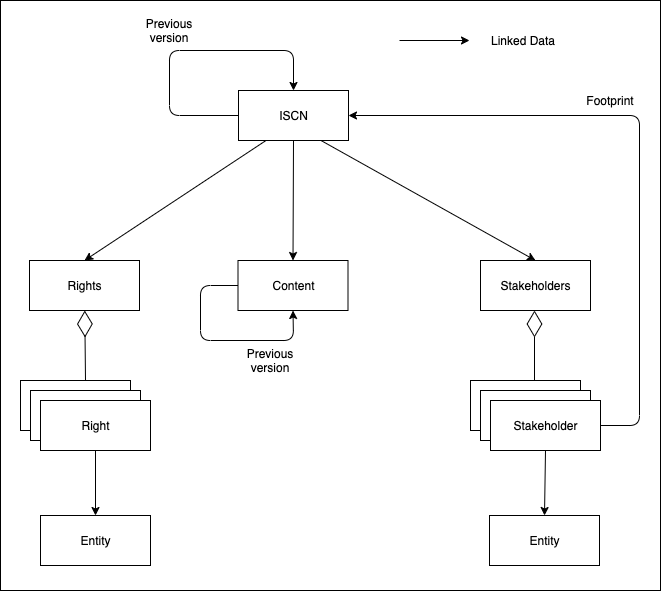 Previous
version
Linked Data
Footprint
ISCN
Rights
Content
Stakeholders
Previous
version
Right
Stakeholder
Entity
Entity